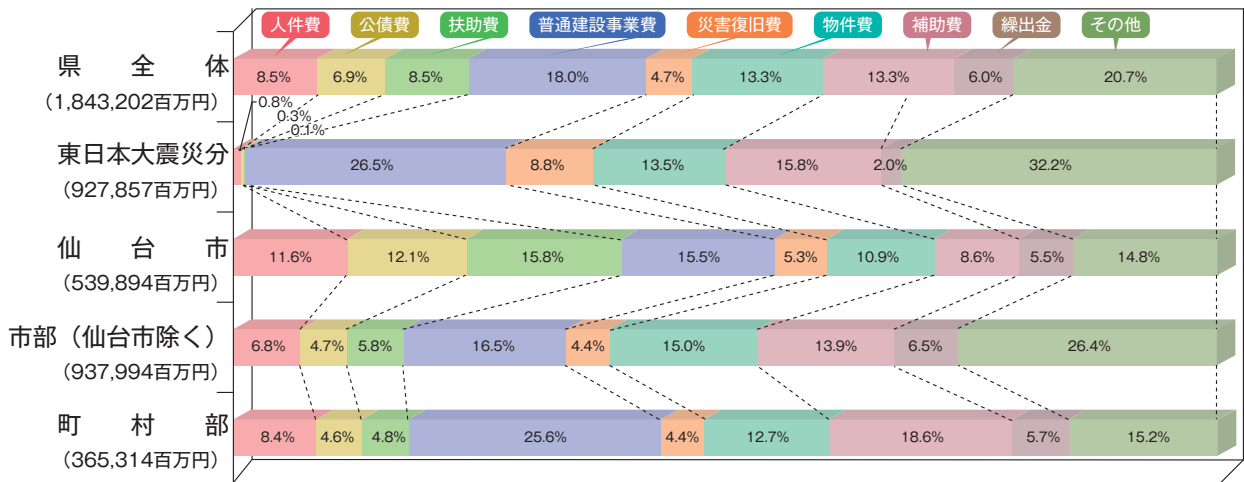 人件費 公債費 扶助費 普通建設事業費 災害復旧費 物件費 補助費 繰出金 その他
県全体
(1,843,202百万円)
8.5% 6.9% 8.5% 18.0% 4.7% 13.3% 13.3% 6.0% 20.7%
0.8%
0.3%
0.1%
東日本大震災分
(927,857百万円)
26.5% 8.8% 13.5% 15.8% 2.0% 32.2%
仙台市
(539,894百万円)
11.6% 12.1% 15.8% 15.5% 5.3% 10.9% 8.6% 5.5% 14.8%
市部（仙台市除く）
(937,994百万円)
6.8% 4.7% 5.8% 16.5% 4.4% 15.0% 13.9% 6.5% 26.4%
町村部
(365,314百万円)
8.4% 4.6% 4.8% 25.6% 4.4% 12.7% 18.6% 5.7% 15.2%